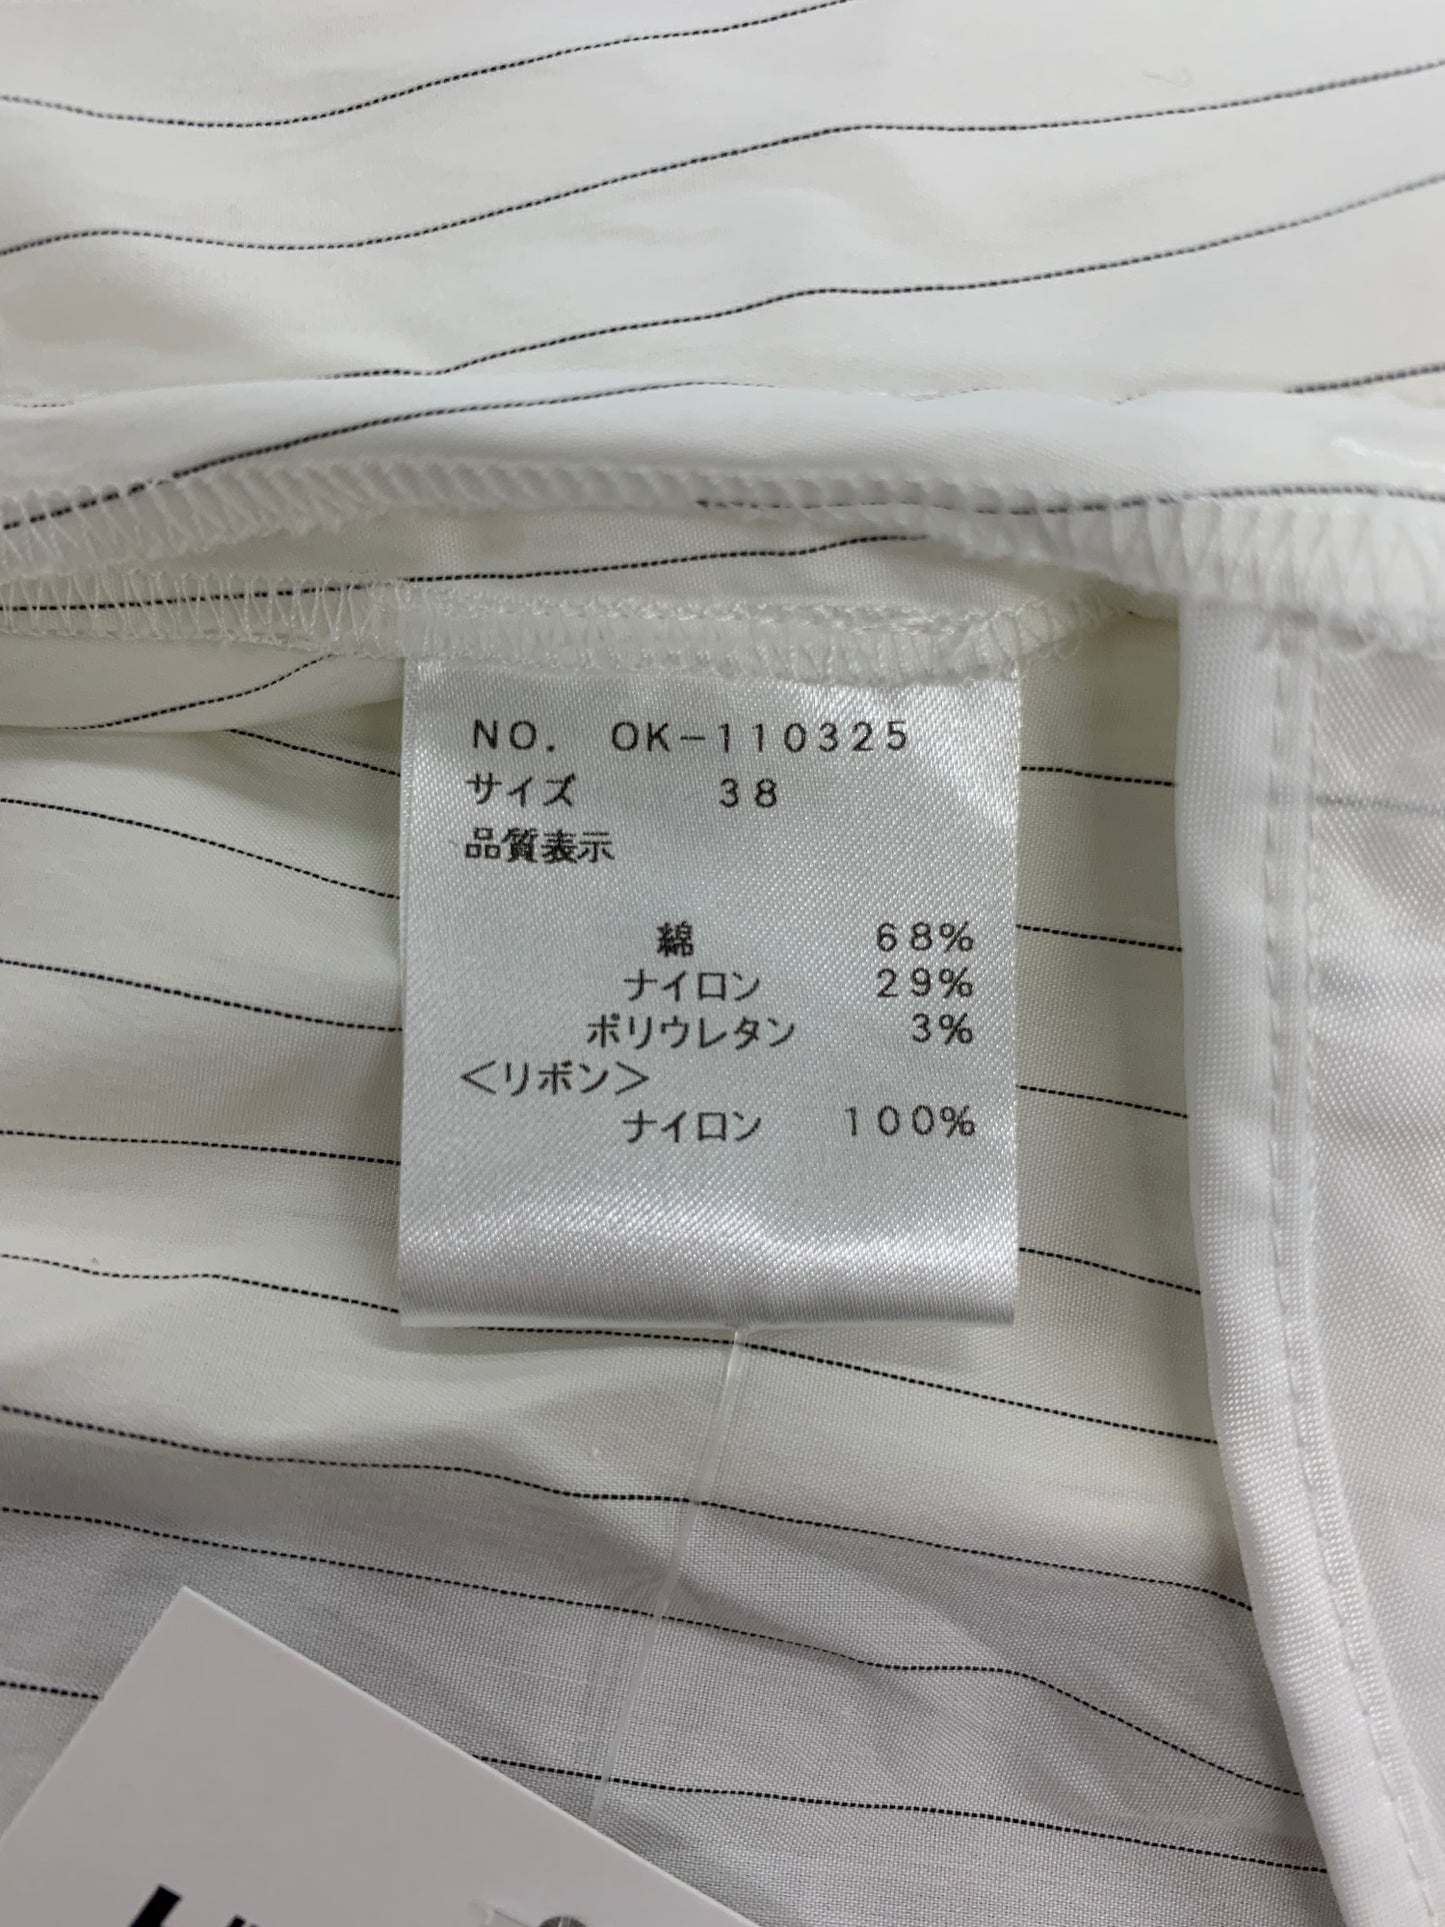 NO. OK-110325
サイズ 38
品質表示
綿 68%
ナイロン 29%
ポリウレタン 3%
<リボン>
ナイロン 100%